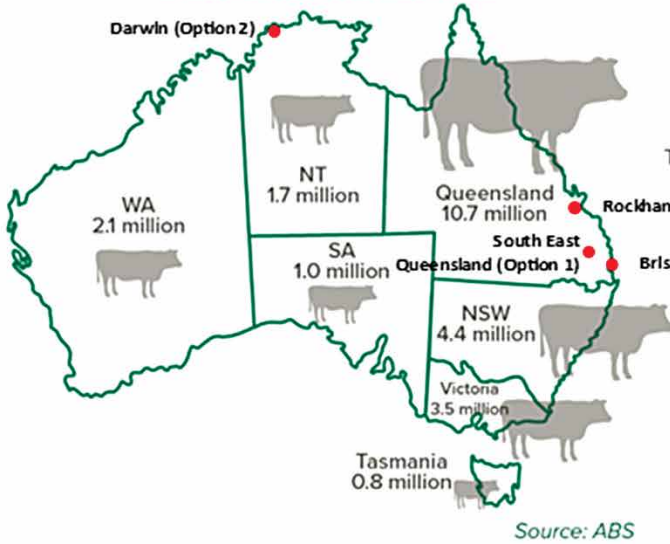 Darwin (Option 2)
NT
1.7 million
WA
2.1 million
Queensland
10.7 million
Rockhan
South East
Queensland (Option 1)
Bris
SA
1.0 million
NSW
4.4 million
Victoria
3.5 million
Tasmania
0.8 million
Source: ABS